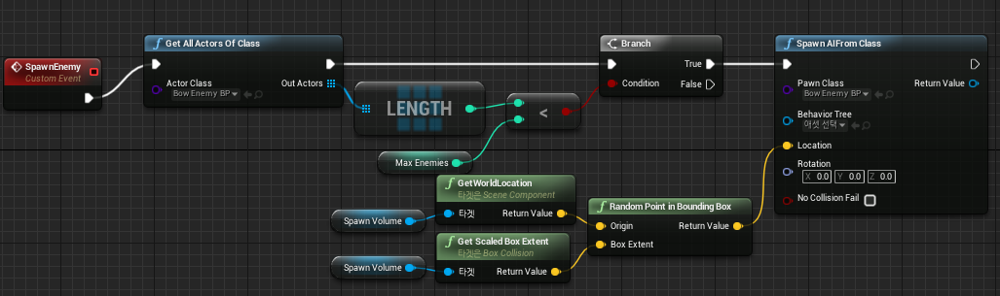 SpawnEnemy
Custom Event
Get All Actors Of Class
Actor Class
Bow Enemy BP
Out Actors
LENGTH
Max Enemies
<
Branch
Condition
True
False
Spawn AIFrom Class
Pawn Class
Bow Enemy BP
Return Value
Behavior Tree
애셋 선택
Location
Rotation
X 0.0 Y 0.0 Z 0.0
No Collision Fail
GetWorldLocation
타겟은 Scene Component
타겟
Return Value
Spawn Volume
Get Scaled Box Extent
타겟은 Box Collision
타겟
Return Value
Spawn Volume
Random Point in Bounding Box
Origin
Return Value
Box Extent